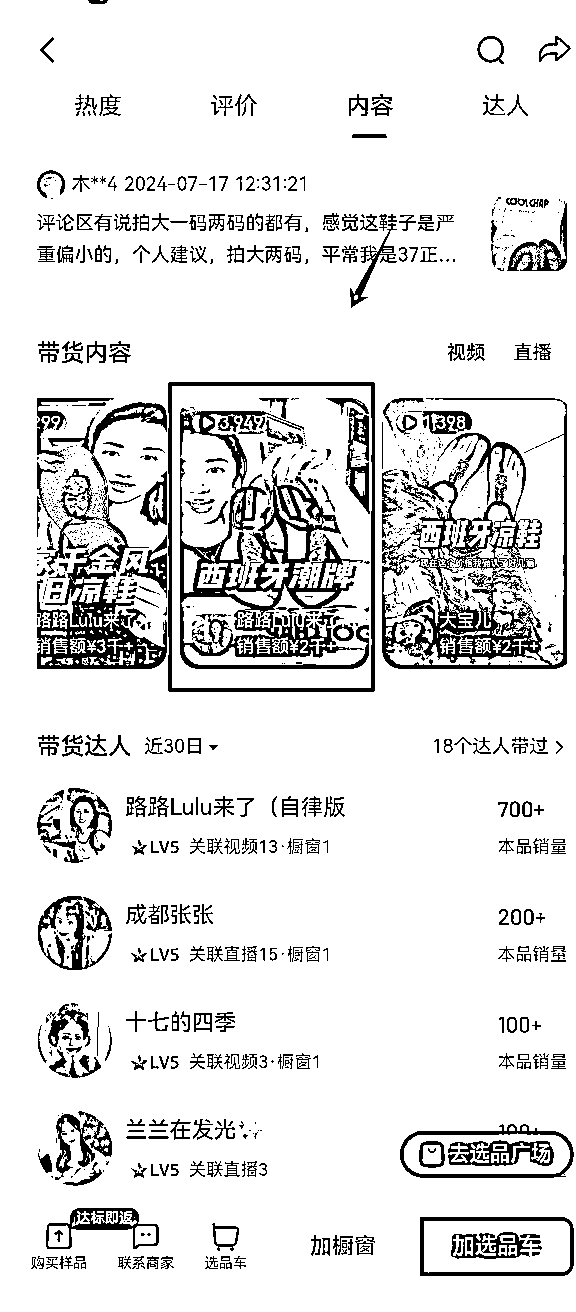 热度 评价 内容 达人
木**4 2024-07-17 12:31:21
评论区有说拍大一码两码的都有，感觉这鞋子是严
重偏小的，个人建议，拍大两码，平常我是37正...
COOLCHAP
带货内容 视频 直播
99 3,949 1,398
金风 西班牙潮牌 西班牙凉鞋
日凉鞋
路路Lulu来了 路路Lulu来了 大宝儿
销售额¥3千+ 销售额¥2千+ 销售额¥2千+
带货达人 近30日 18个达人带过
路路Lulu来了（自律版 700+
LV5 关联视频13·橱窗1 本品销量
成都张张 200+
LV5 关联直播15·橱窗1 本品销量
十七的四季 100+
LV5 关联视频3·橱窗1 本品销量
兰兰在发光 100+
LV5 关联直播3
去选品广场
达标即返
购买样品 联系商家 选品车 加橱窗 加选品车